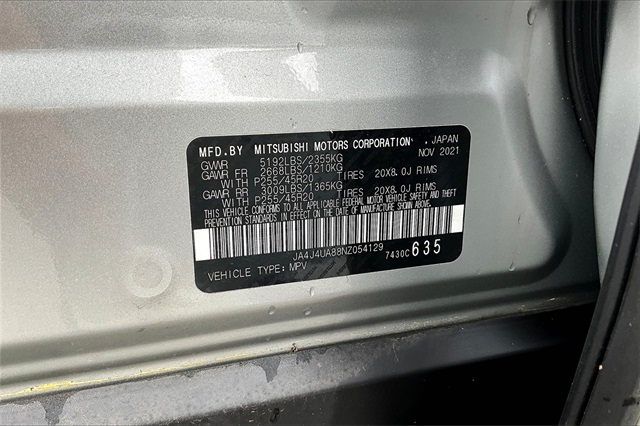 MFD.BY MITSUBISHI MOTORS CORPORATION, JAPAN
GVWR 5192LBS/2355KG NOV 2021
GAWR FR 2668LBS/1210KG
WITH P255/45R20 TIRES 20X8.0J RIMS
GAWR RR 3009LBS/1365KG
WITH P255/45R20 TIRES 20X8.0J RIMS
THIS VEHICLE CONFORMS TO ALL APPLICABLE FEDERAL MOTOR VEHICLE SAFETY AND THEFT
PREVENTION STANDARDS IN EFFECT ON THE DATE OF MANUFACTURE SHOWN ABOVE.
JA4J4UA88NZ054129 7430C635
VEHICLE TYPE: MPV